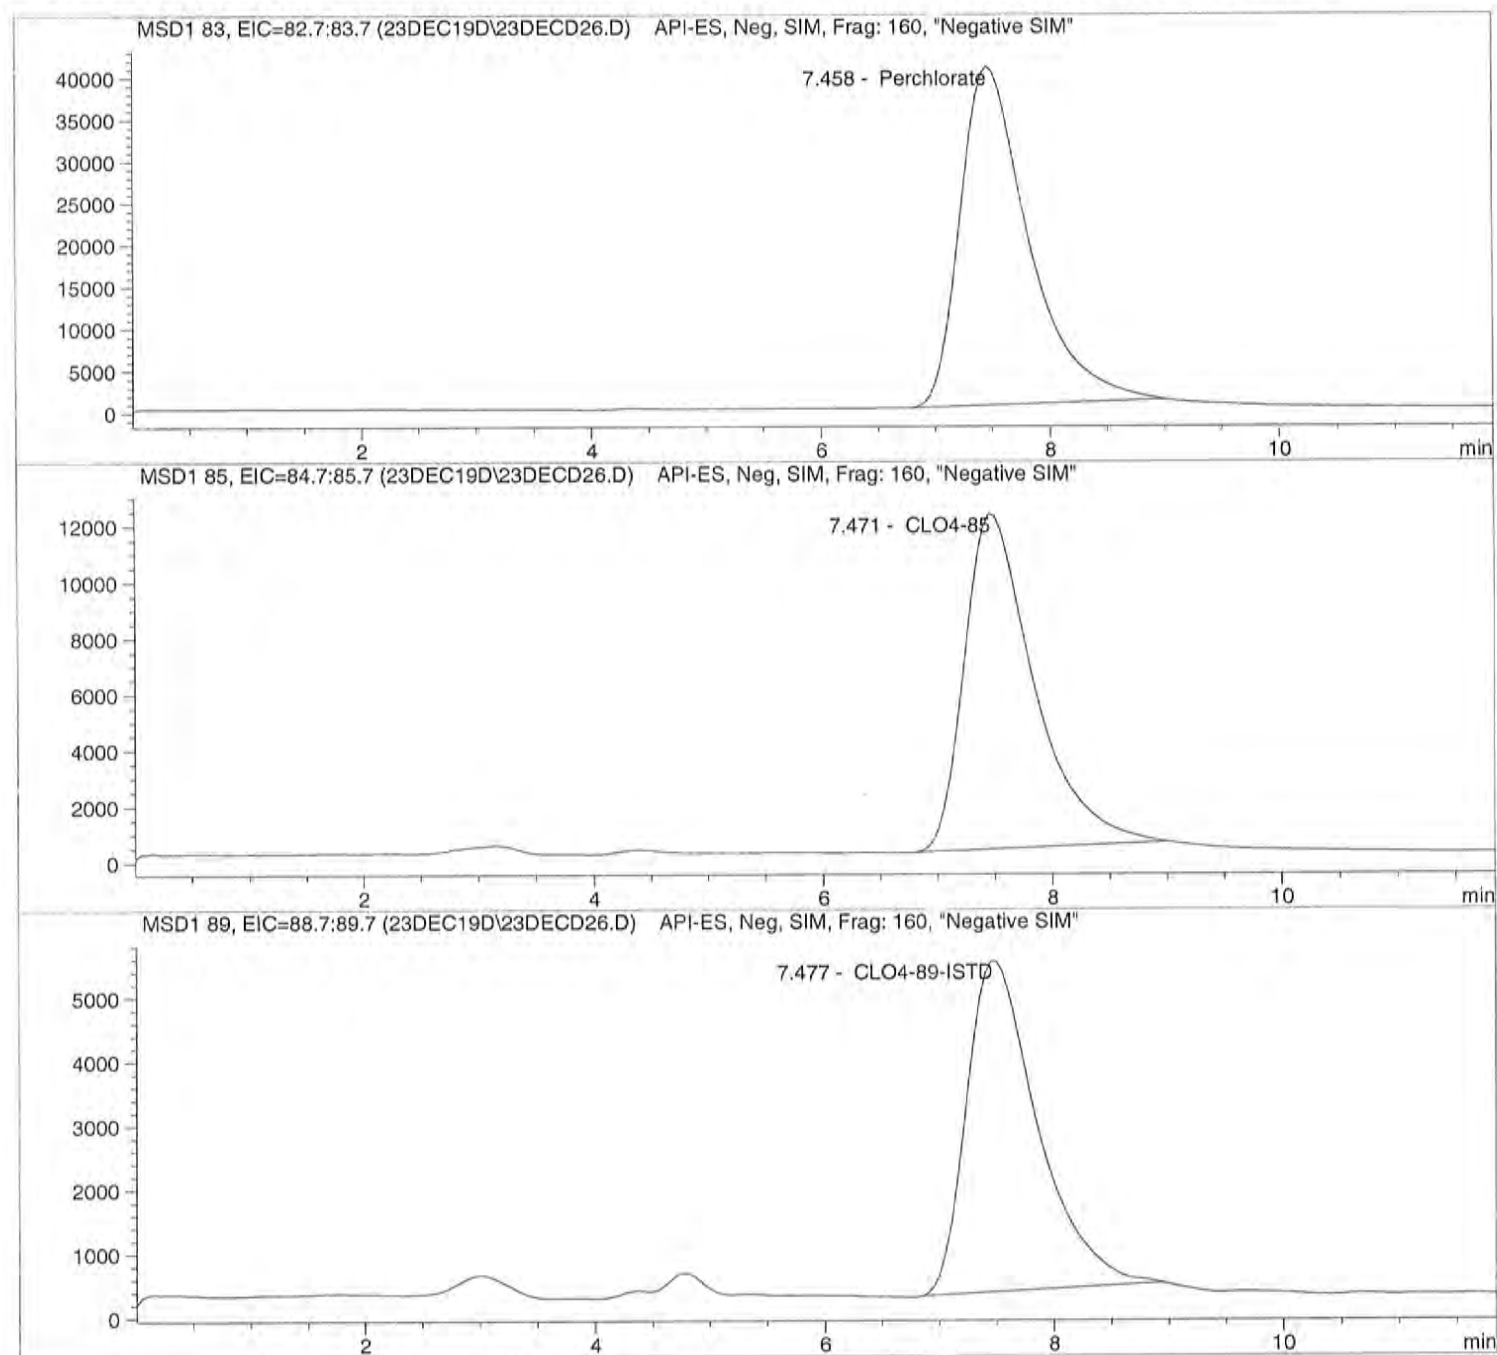 MSD1 83, EIC=82.7:83.7 (23DEC19D\23DECD26.D) API-ES, Neg, SIM, Frag: 160, "Negative SIM"
7.458 - Perchlorate
40000
35000
30000
25000
20000
15000
10000
5000
0
2 4 6 8 10 min
MSD1 85, EIC=84.7:85.7 (23DEC19D\23DECD26.D) API-ES, Neg, SIM, Frag: 160, "Negative SIM"
7.471 - CLO4-85
12000
10000
8000
6000
4000
2000
0
2 4 6 8 10 min
MSD1 89, EIC=88.7:89.7 (23DEC19D\23DECD26.D) API-ES, Neg, SIM, Frag: 160, "Negative SIM"
7.477 - CLO4-89-ISTD
5000
4000
3000
2000
1000
0
2 4 6 8 10 min